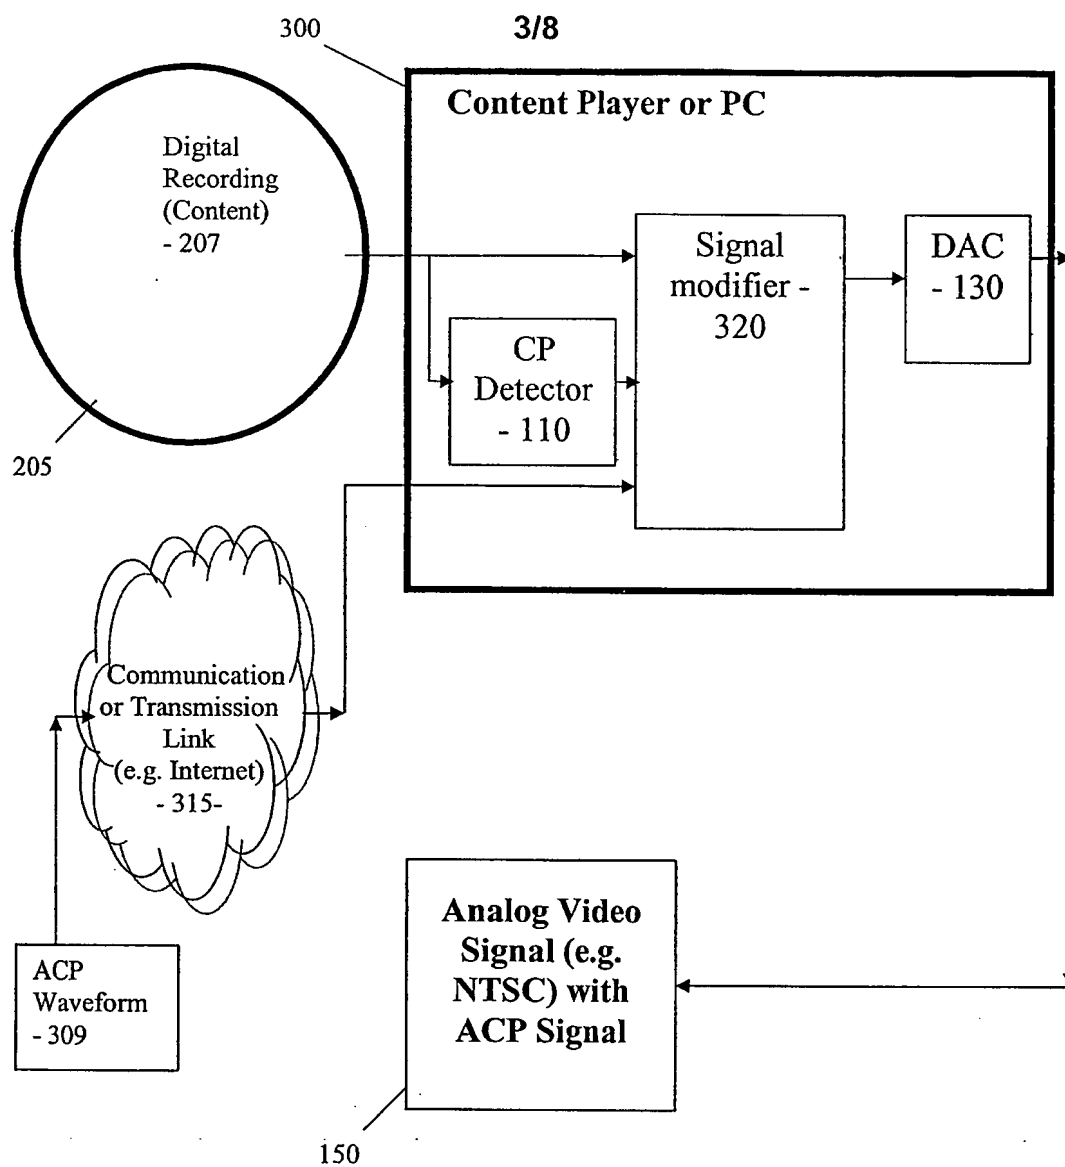 300
3/8
Content Player or PC
Digital
Recording
(Content)
- 207
Signal
modifier -
320
DAC
- 130
CP
Detector
- 110
205
Communication
or Transmission
Link
(e.g. Internet)
- 315-
ACP
Waveform
- 309
Analog Video
Signal (e.g.
NTSC) with
ACP Signal
150